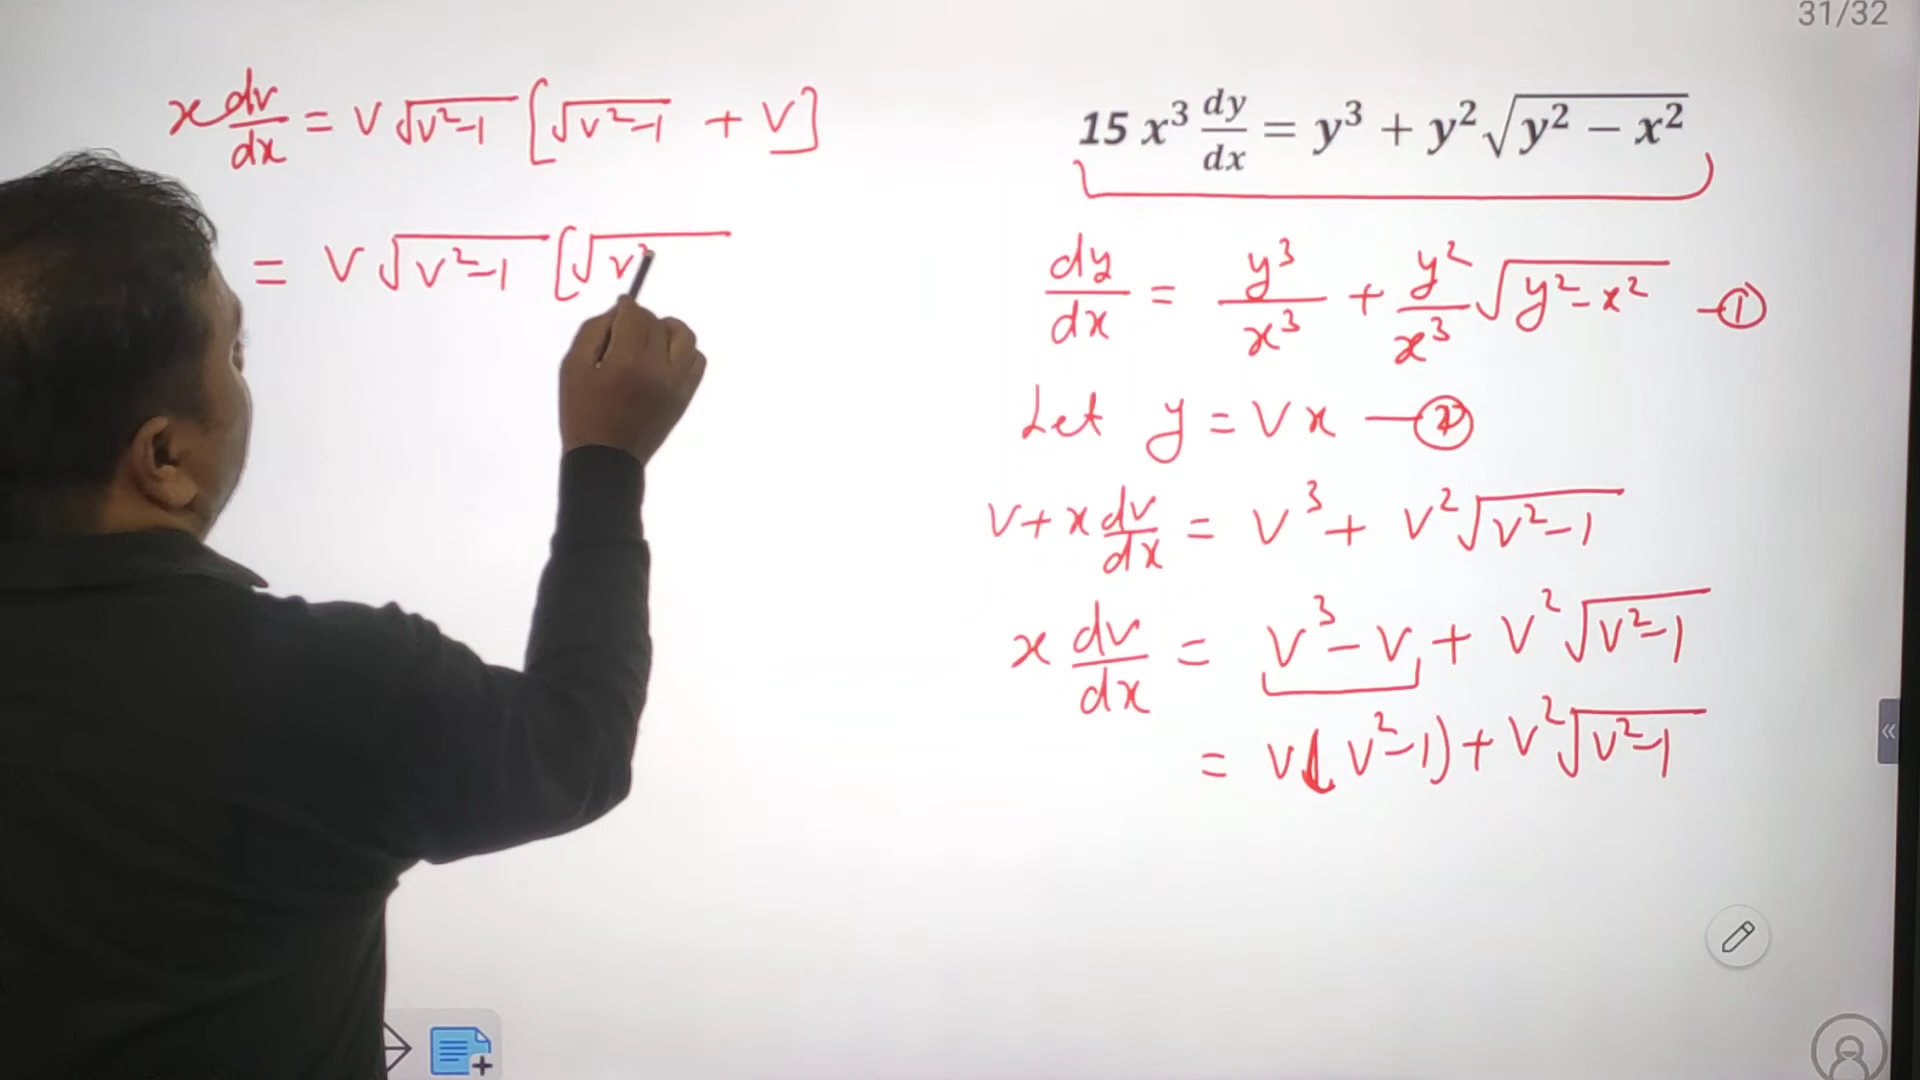 31/32
x dv/dx = v √(v²-1) [√(v²-1) + v]
= v √(v²-1) [√(v²
15 x³ dy/dx = y³ + y² √(y² − x²)
dy/dx = y³/x³ + y²/x³ √(y²-x²) —①
Let y = vx —②
v + x dv/dx = v³ + v² √(v²-1)
x dv/dx = v³ - v + v² √(v²-1)
= v(v²-1) + v² √(v²-1)